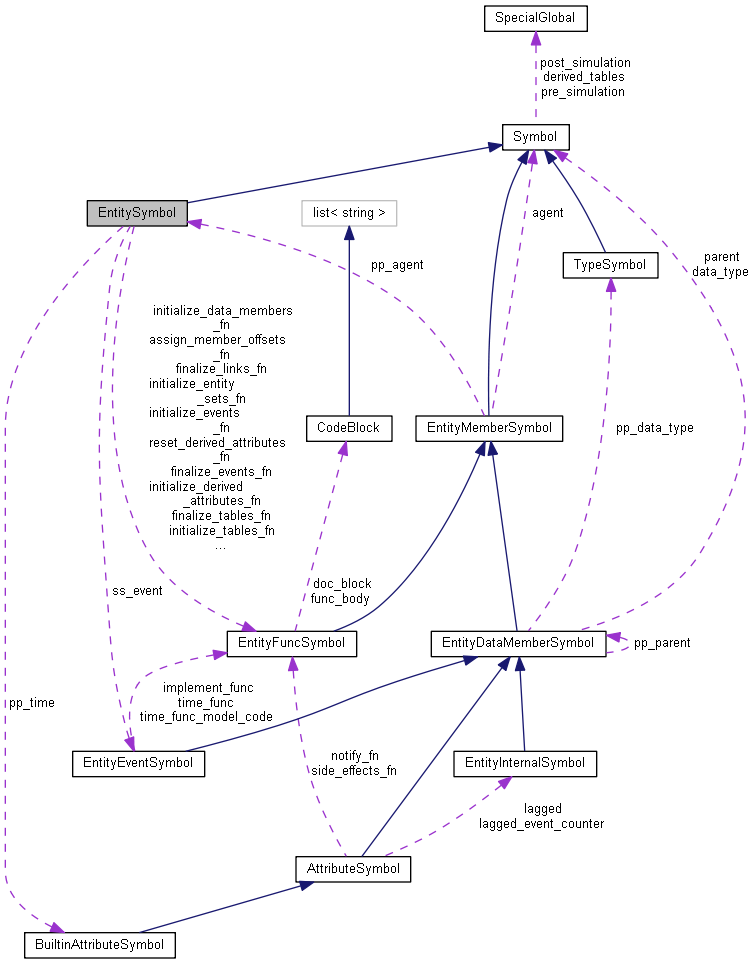 SpecialGlobal
post_simulation
derived_tables
pre_simulation
Symbol
EntitySymbol
list< string >
agent
TypeSymbol
parent
data_type
pp_agent
initialize_data_members
_fn
assign_member_offsets
_fn
finalize_links_fn
initialize_entity
_sets_fn
initialize_events
_fn
reset_derived_attributes
_fn
finalize_events_fn
initialize_derived
_attributes_fn
finalize_tables_fn
initialize_tables_fn
...
CodeBlock
EntityMemberSymbol
pp_data_type
ss_event
doc_block
func_body
EntityFuncSymbol
EntityDataMemberSymbol
pp_parent
pp_time
implement_func
time_func
time_func_model_code
EntityEventSymbol
notify_fn
side_effects_fn
EntityInternalSymbol
lagged
lagged_event_counter
AttributeSymbol
BuiltinAttributeSymbol